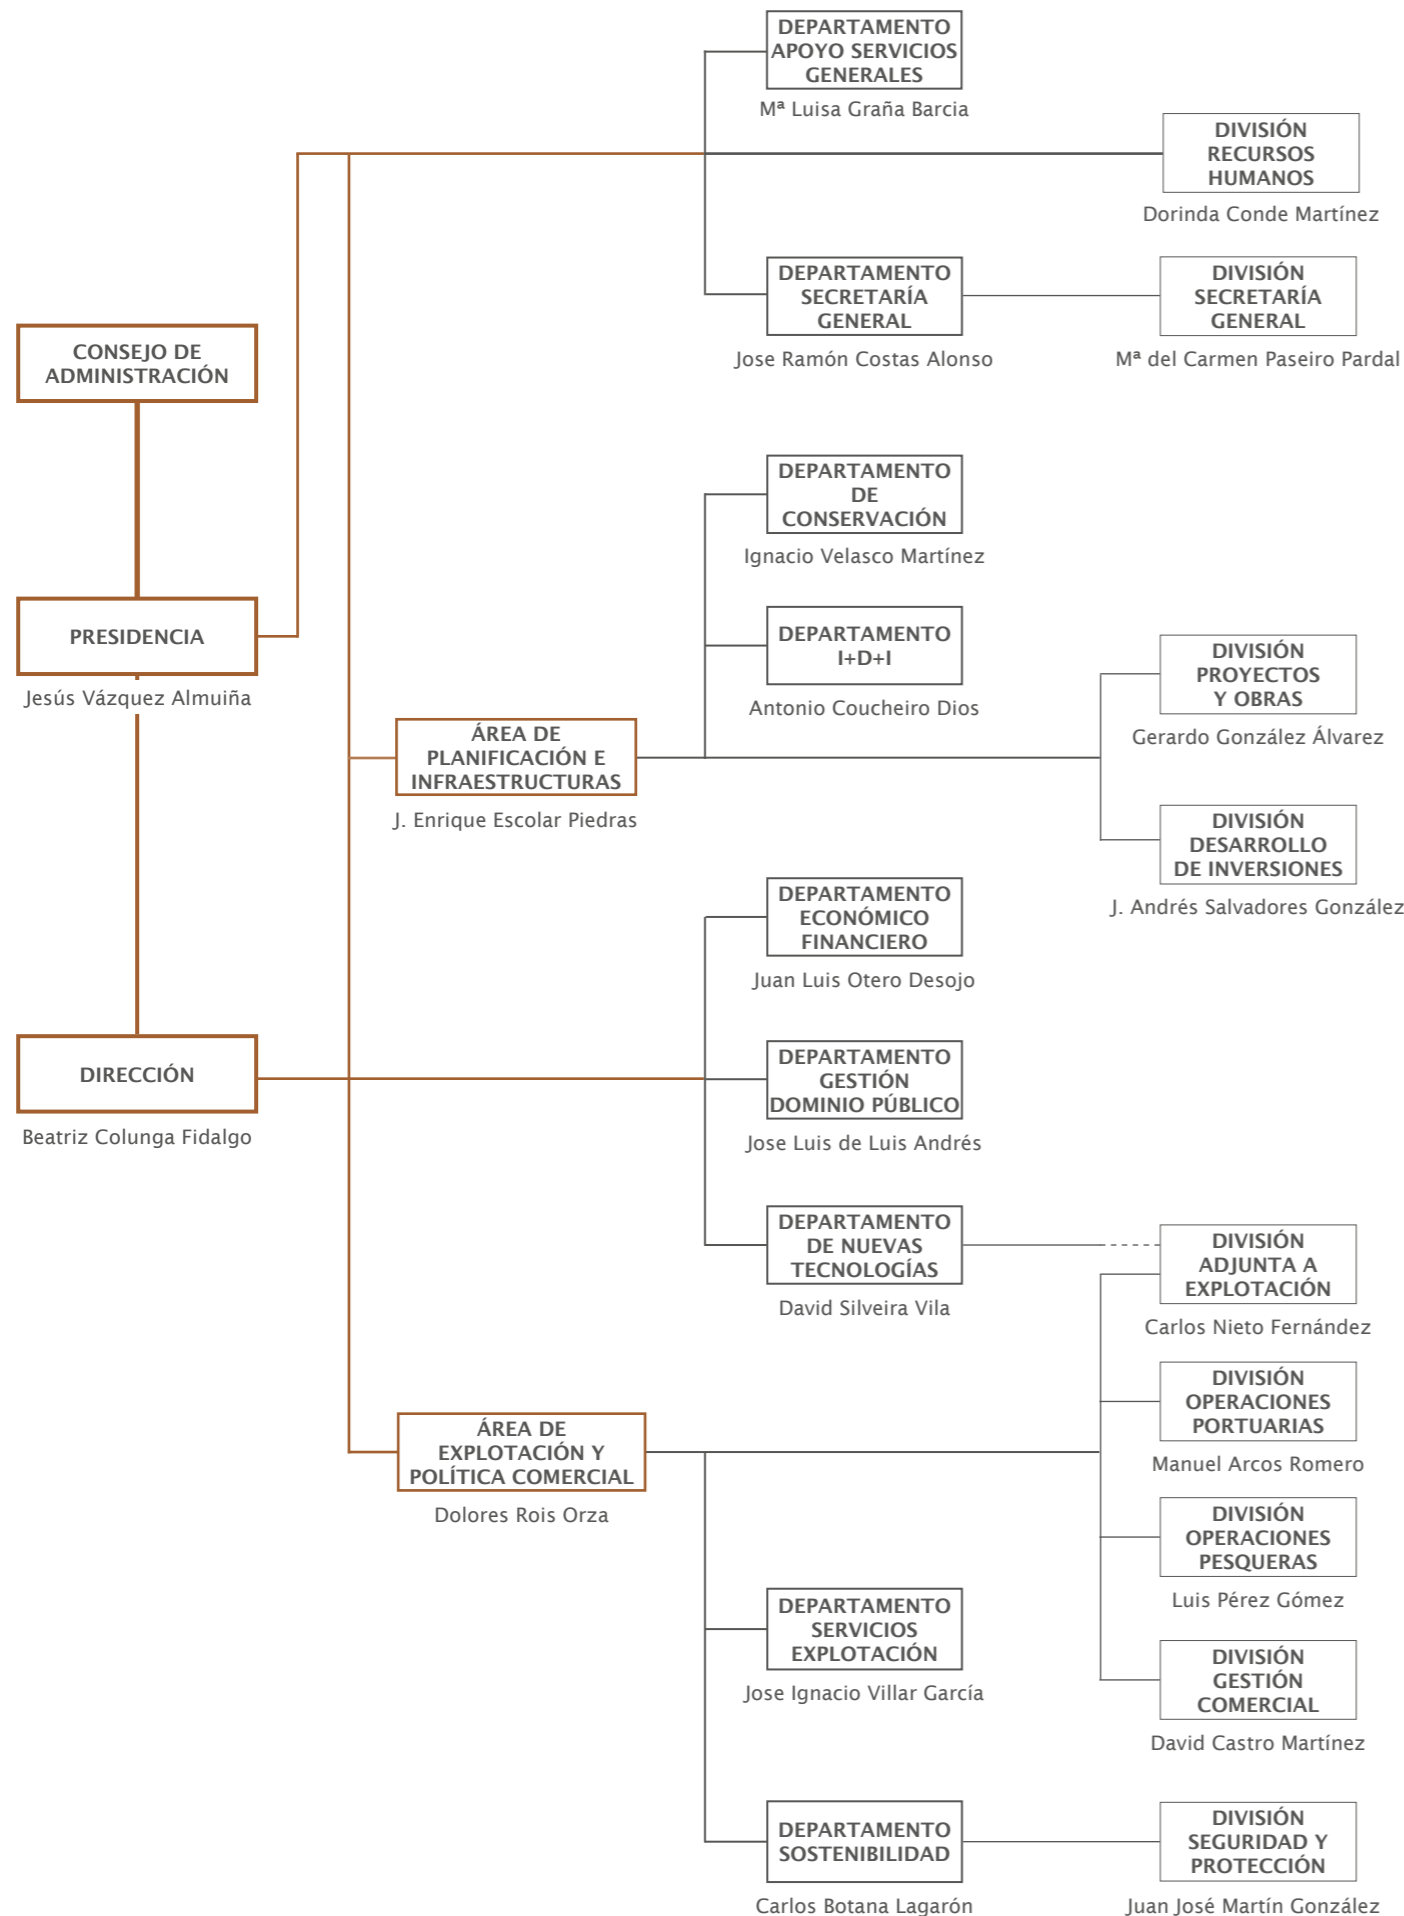 DEPARTAMENTO
APOYO SERVICIOS
GENERALES
Mª Luisa Graña Barcia
DIVISIÓN
RECURSOS
HUMANOS
Dorinda Conde Martínez
DEPARTAMENTO
SECRETARÍA
GENERAL
Jose Ramón Costas Alonso
DIVISIÓN
SECRETARÍA
GENERAL
Mª del Carmen Paseiro Pardal
CONSEJO DE
ADMINISTRACIÓN
DEPARTAMENTO
DE
CONSERVACIÓN
Ignacio Velasco Martínez
PRESIDENCIA
Jesús Vázquez Almuiña
DEPARTAMENTO
I+D+I
Antonio Coucheiro Dios
DIVISIÓN
PROYECTOS
Y OBRAS
Gerardo González Álvarez
ÁREA DE
PLANIFICACIÓN E
INFRAESTRUCTURAS
J. Enrique Escolar Piedras
DIVISIÓN
DESARROLLO
DE INVERSIONES
J. Andrés Salvadores González
DEPARTAMENTO
ECONÓMICO
FINANCIERO
Juan Luis Otero Desojo
DIRECCIÓN
Beatriz Colunga Fidalgo
DEPARTAMENTO
GESTIÓN
DOMINIO PÚBLICO
Jose Luis de Luis Andrés
DEPARTAMENTO
DE NUEVAS
TECNOLOGÍAS
David Silveira Vila
DIVISIÓN
ADJUNTA A
EXPLOTACIÓN
Carlos Nieto Fernández
DIVISIÓN
OPERACIONES
PORTUARIAS
Manuel Arcos Romero
ÁREA DE
EXPLOTACIÓN Y
POLÍTICA COMERCIAL
Dolores Rois Orza
DIVISIÓN
OPERACIONES
PESQUERAS
Luis Pérez Gómez
DEPARTAMENTO
SERVICIOS
EXPLOTACIÓN
Jose Ignacio Villar García
DIVISIÓN
GESTIÓN
COMERCIAL
David Castro Martínez
DEPARTAMENTO
SOSTENIBILIDAD
Carlos Botana Lagarón
DIVISIÓN
SEGURIDAD Y
PROTECCIÓN
Juan José Martín González